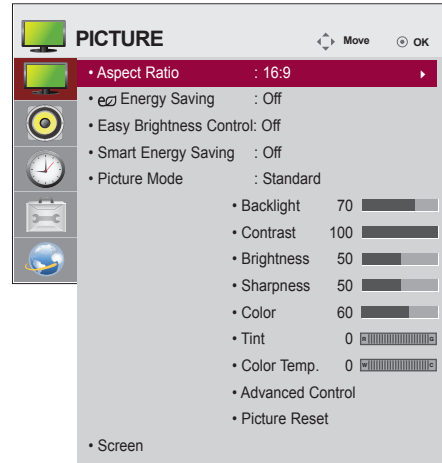 PICTURE Move OK
• Aspect Ratio : 16:9
• Energy Saving : Off
• Easy Brightness Control: Off
• Smart Energy Saving : Off
• Picture Mode : Standard
• Backlight 70
• Contrast 100
• Brightness 50
• Sharpness 50
• Color 60
• Tint 0 R G
• Color Temp. 0 W C
• Advanced Control
• Picture Reset
• Screen